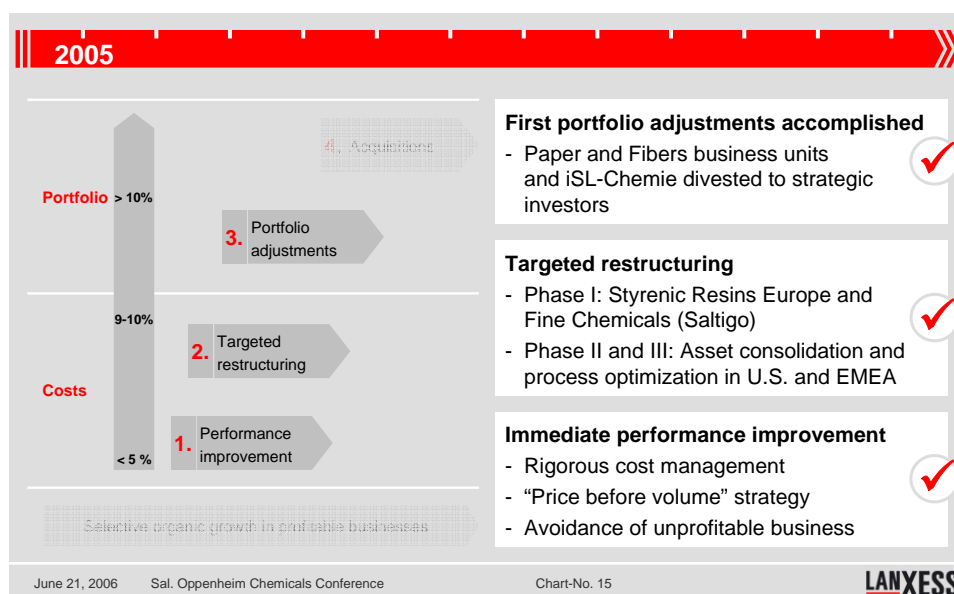 2005
4. Acquisitions
Portfolio
> 10%
3.
Portfolio
adjustments
9-10%
2.
Targeted
restructuring
Costs
1.
Performance
improvement
< 5 %
Selective organic growth in profitable businesses
First portfolio adjustments accomplished
- Paper and Fibers business units
and iSL-Chemie divested to strategic
investors
Targeted restructuring
- Phase I: Styrenic Resins Europe and
Fine Chemicals (Saltigo)
- Phase II and III: Asset consolidation and
process optimization in U.S. and EMEA
Immediate performance improvement
- Rigorous cost management
- “Price before volume” strategy
- Avoidance of unprofitable business
June 21, 2006 Sal. Oppenheim Chemicals Conference Chart-No. 15
LANXESS